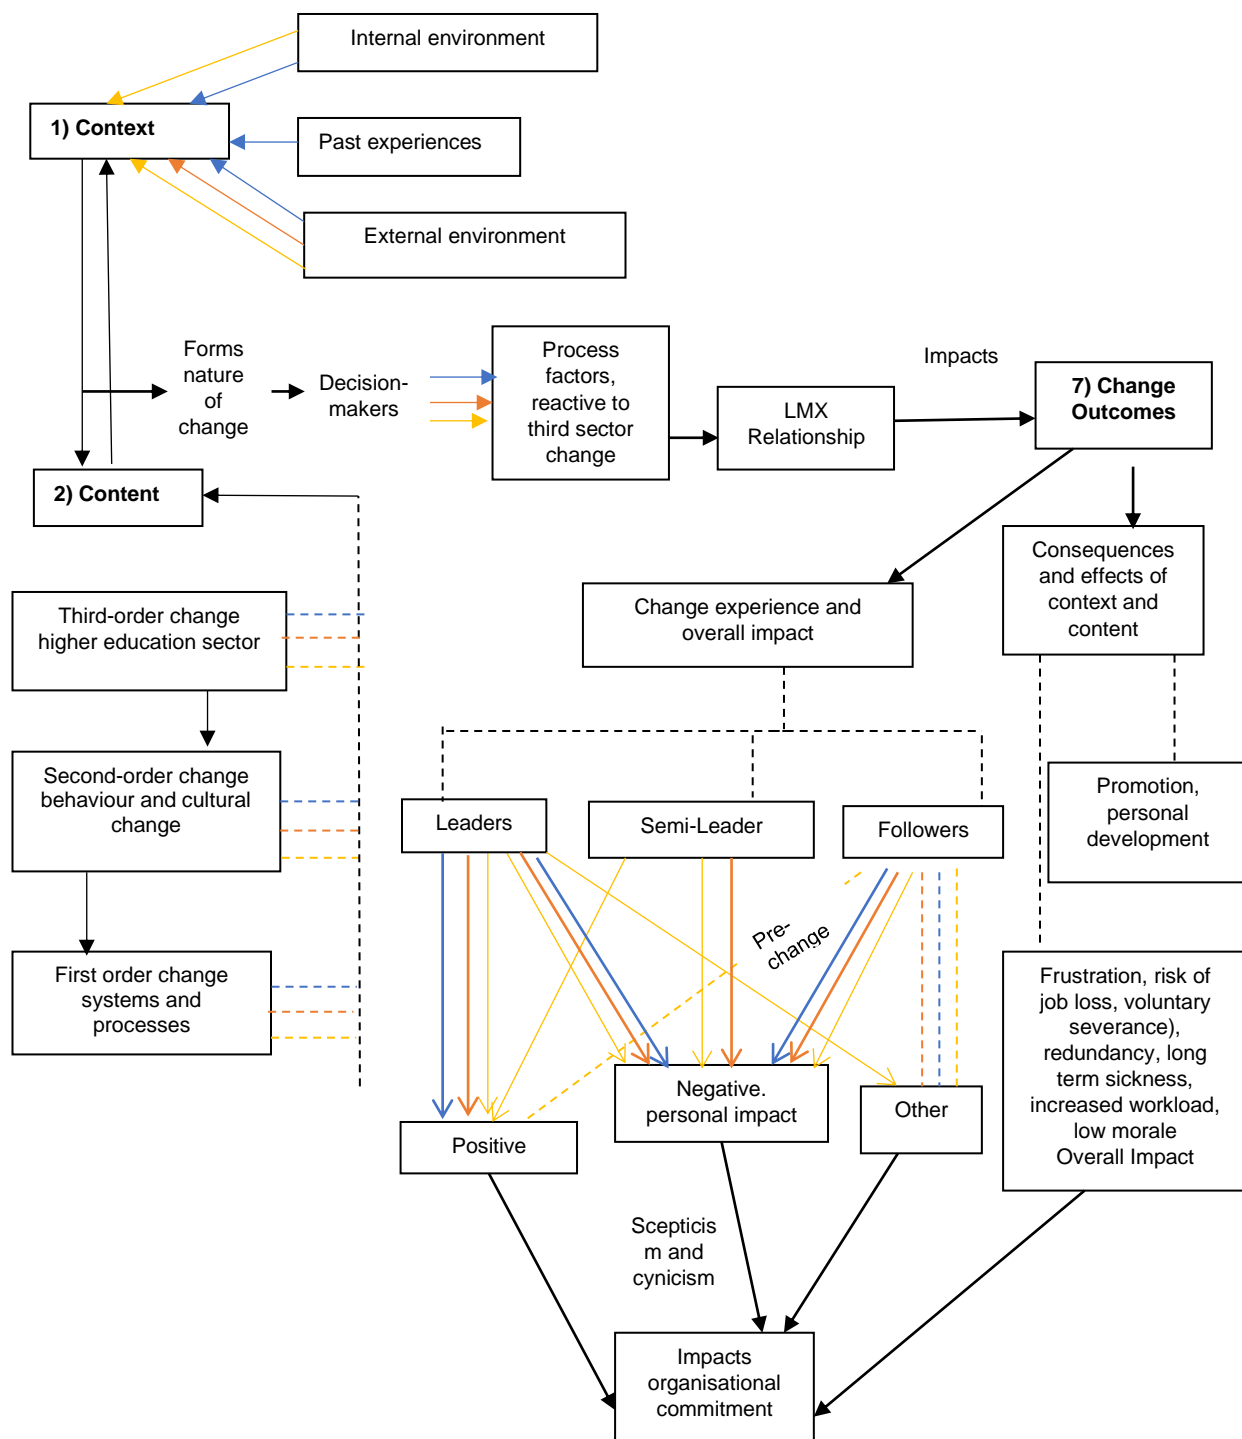 Internal environment
1) Context
Past experiences
External environment
Forms
nature
of
change
Decision-
makers
Process
factors,
reactive to
third sector
change
LMX
Relationship
Impacts
7) Change
Outcomes
2) Content
Consequences
and effects of
context and
content
Third-order change
higher education sector
Change experience and
overall impact
Second-order change
behaviour and cultural
change
Promotion,
personal
development
Leaders
Semi-Leader
Followers
Pre-
change
First order change
systems and
processes
Frustration, risk of
job loss, voluntary
severance),
redundancy, long
term sickness,
increased workload,
low morale
Overall Impact
Positive
Negative.
personal impact
Other
Scepticis
m and
cynicism
Impacts
organisational
commitment